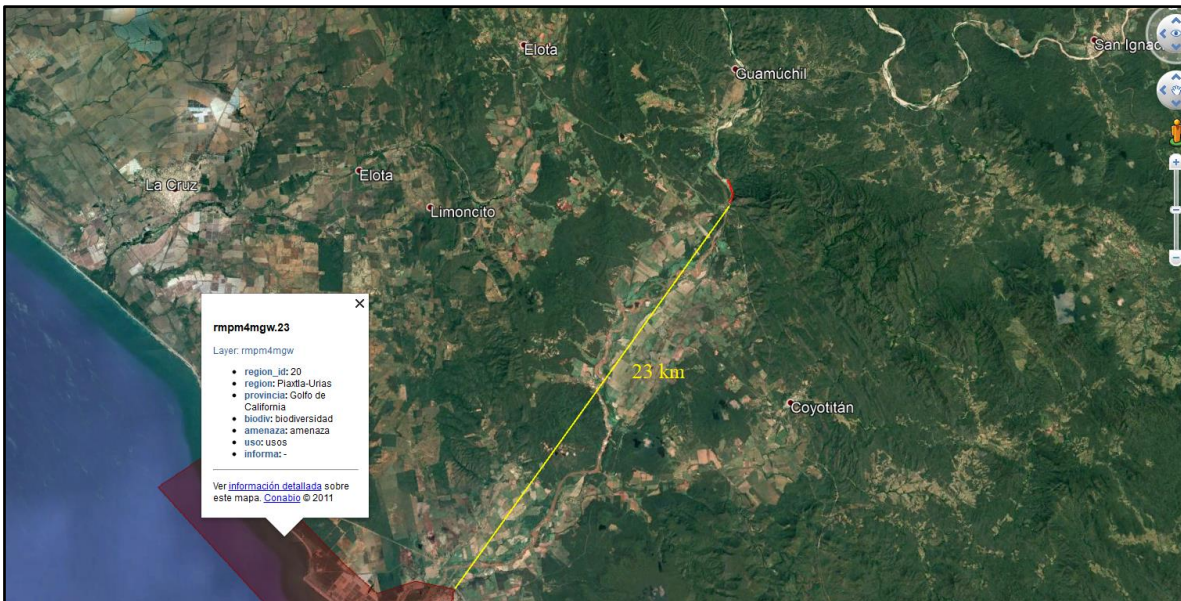 Elota
San Ignac
Guamúchil
Elota
La Cruz
Limoncito
rmpm4mgw.23
Layer: rmpm4mgw
region_id: 20
region: Piaxtla-Urias
provincia: Golfo de
California
biodiv: biodiversidad
amenaza: amenaza
uso: usos
informa: -
Ver información detallada sobre
este mapa. Conabio © 2011
23 km
Coyotitán